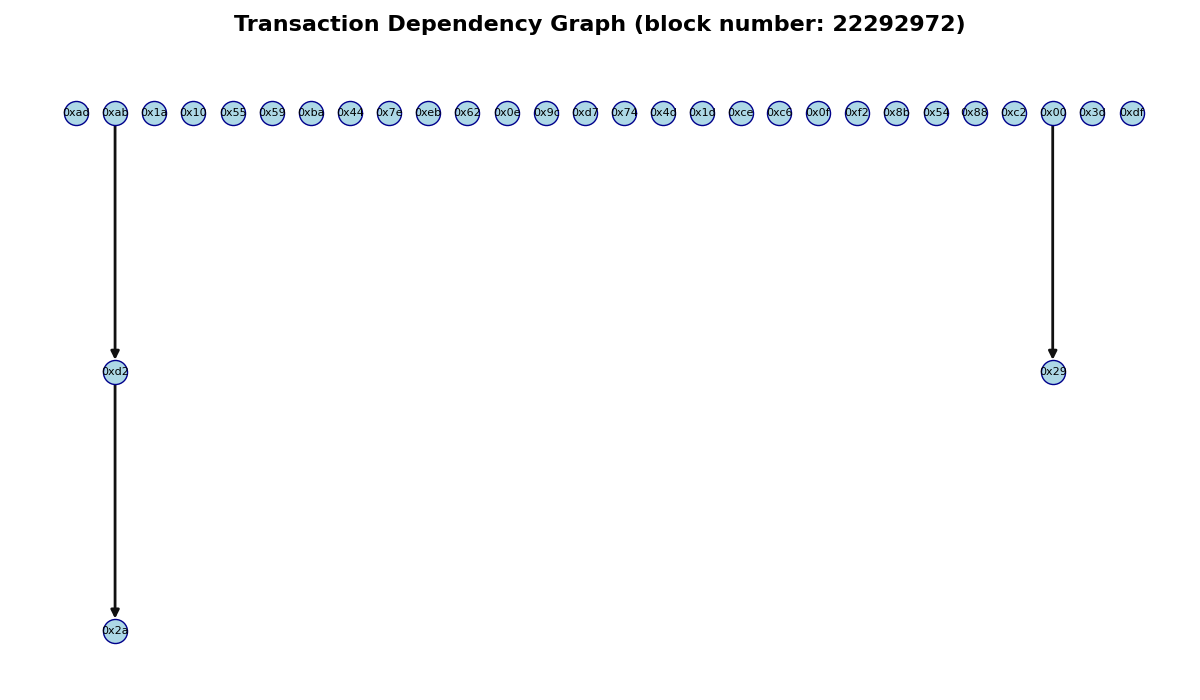 Transaction Dependency Graph (block number: 22292972)
0xad 0xab 0x1a 0x10 0x55 0x59 0xba 0x44 0x7e 0xeb 0x62 0x0e 0x9c 0xd7 0x74 0x4d 0x1d 0xce 0xc6 0x0f 0xf2 0x8b 0x54 0x88 0xc2 0x00 0x3d 0xdf
0xd2 0x29
0x2a